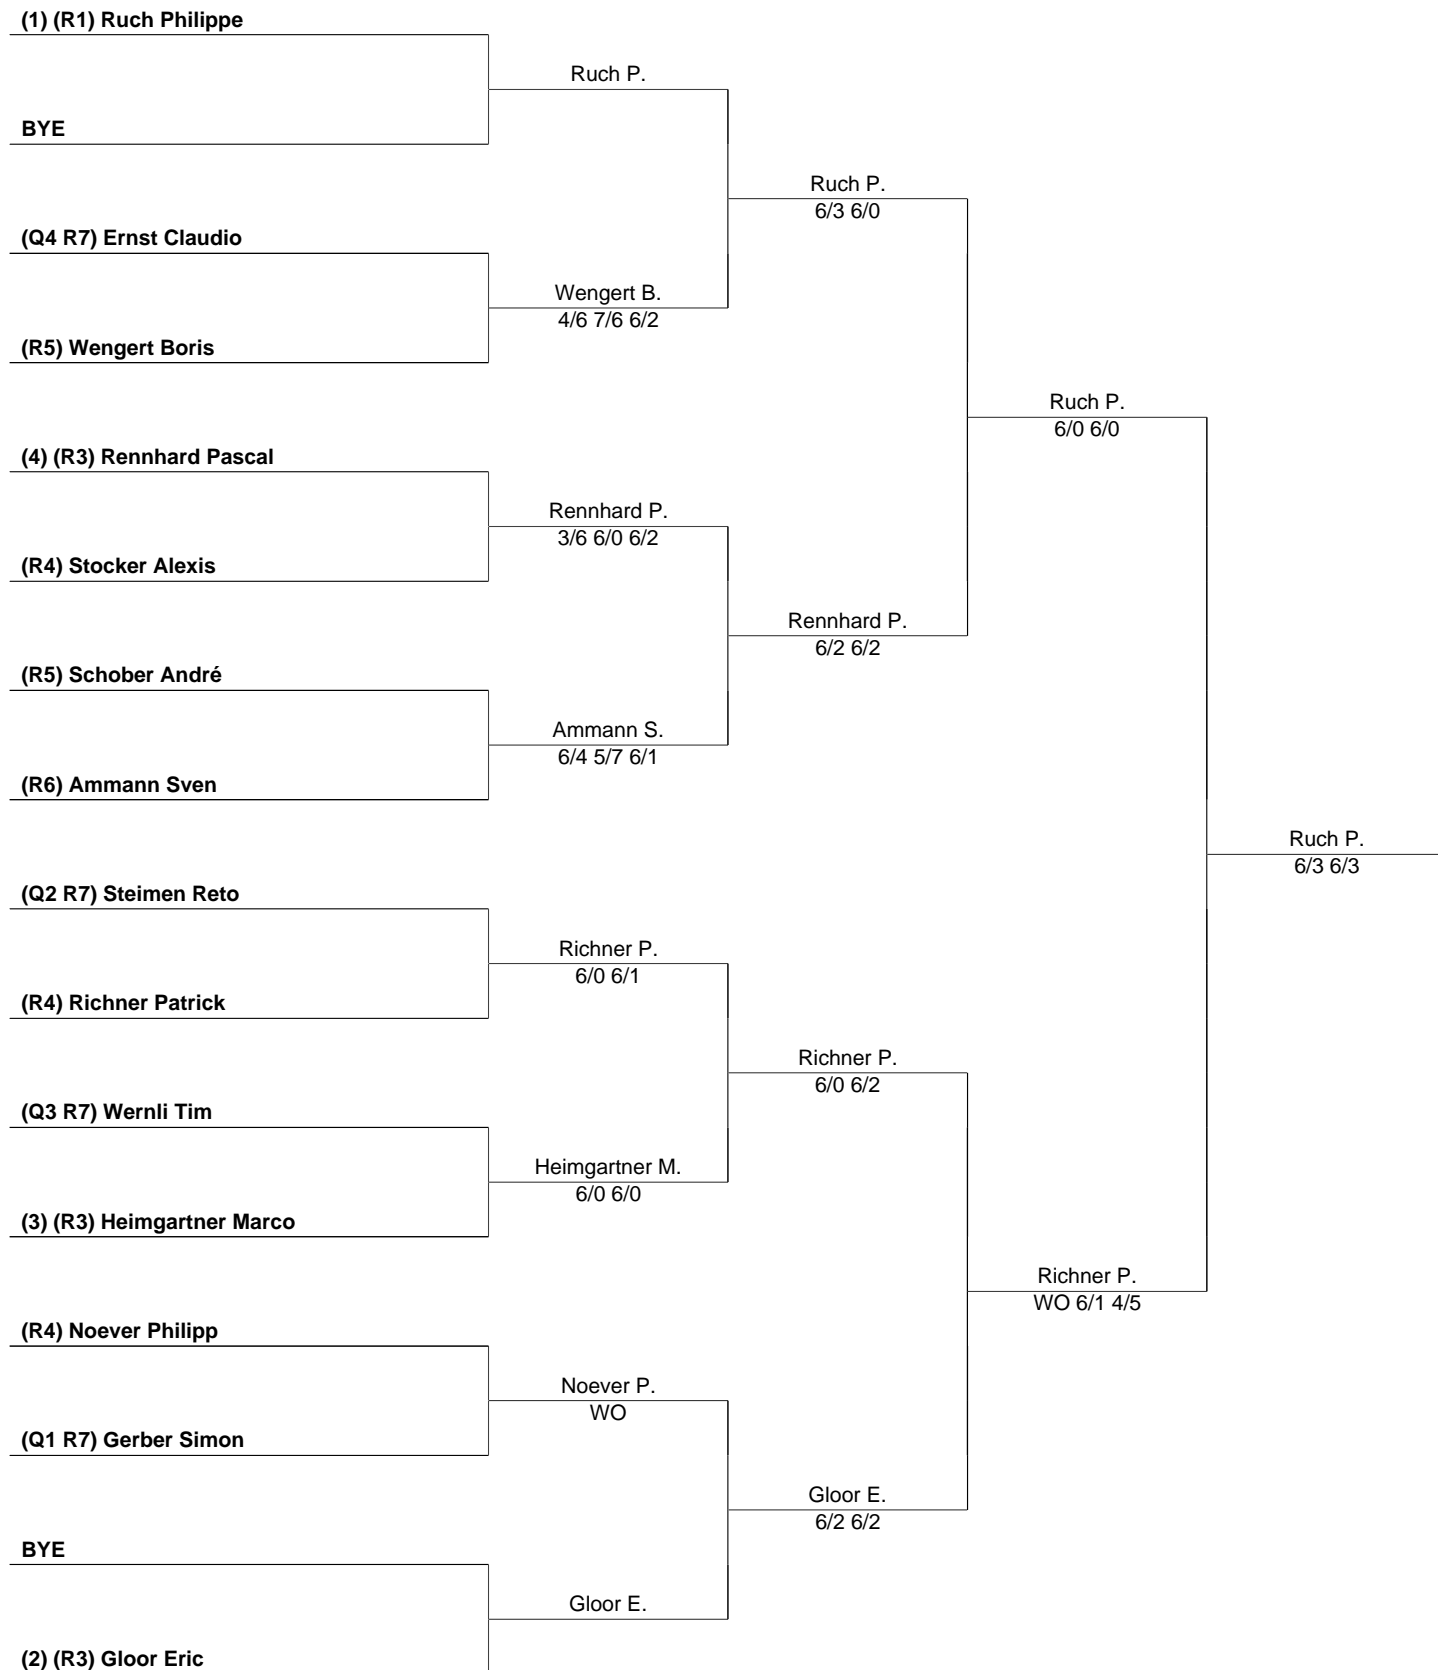 (1) (R1) Ruch Philippe
Ruch P.
BYE
Ruch P.
6/3 6/0
(Q4 R7) Ernst Claudio
Wengert B.
4/6 7/6 6/2
(R5) Wengert Boris
Ruch P.
6/0 6/0
(4) (R3) Rennhard Pascal
Rennhard P.
3/6 6/0 6/2
(R4) Stocker Alexis
Rennhard P.
6/2 6/2
(R5) Schober André
Ammann S.
6/4 5/7 6/1
(R6) Ammann Sven
Ruch P.
6/3 6/3
(Q2 R7) Steimen Reto
Richner P.
6/0 6/1
(R4) Richner Patrick
Richner P.
6/0 6/2
(Q3 R7) Wernli Tim
Heimgartner M.
6/0 6/0
(3) (R3) Heimgartner Marco
Richner P.
WO 6/1 4/5
(R4) Noever Philipp
Noever P.
WO
(Q1 R7) Gerber Simon
Gloor E.
6/2 6/2
BYE
Gloor E.
(2) (R3) Gloor Eric